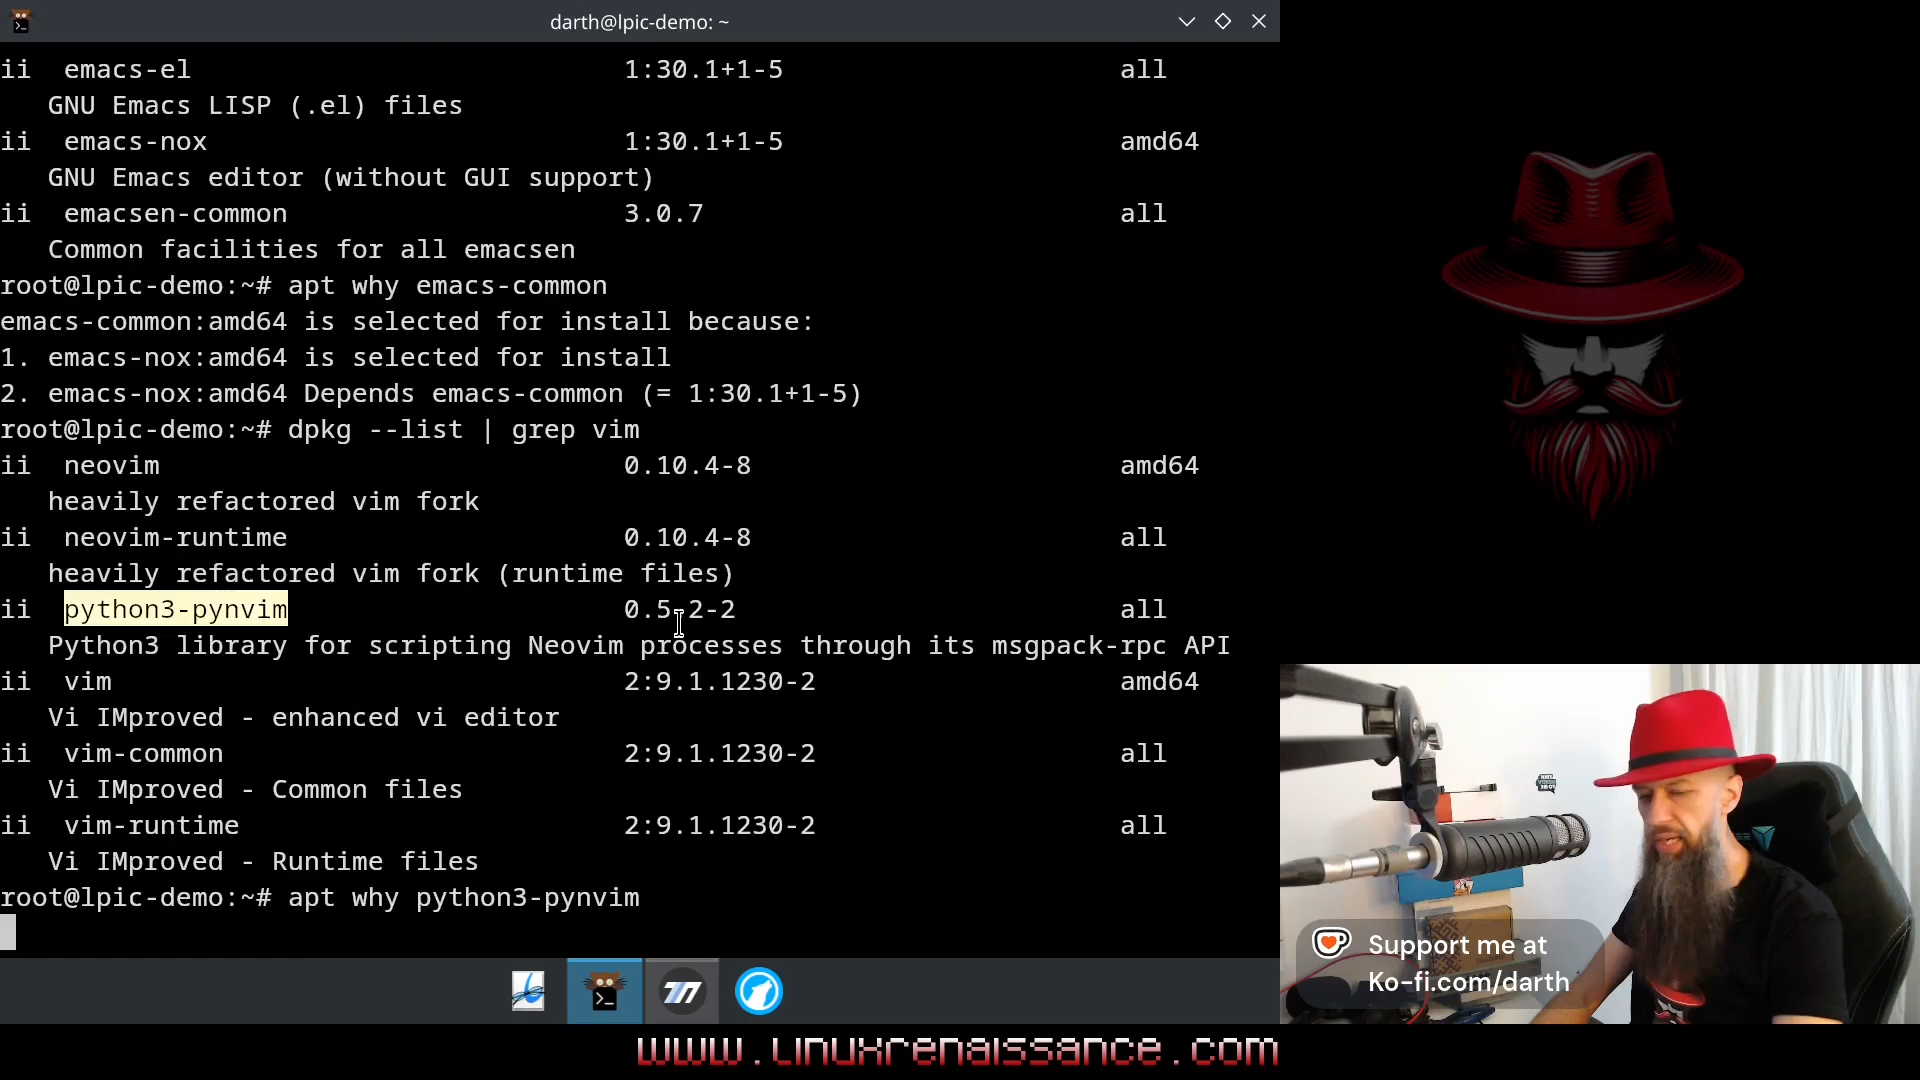 darth@lpic-demo: ~
ii  emacs-el                           1:30.1+1-5                     all
   GNU Emacs LISP (.el) files
ii  emacs-nox                          1:30.1+1-5                     amd64
   GNU Emacs editor (without GUI support)
ii  emacsen-common                     3.0.7                          all
   Common facilities for all emacsen
root@lpic-demo:~# apt why emacs-common
emacs-common:amd64 is selected for install because:
1. emacs-nox:amd64 is selected for install
2. emacs-nox:amd64 Depends emacs-common (= 1:30.1+1-5)
root@lpic-demo:~# dpkg --list | grep vim
ii  neovim                             0.10.4-8                       amd64
   heavily refactored vim fork
ii  neovim-runtime                     0.10.4-8                       all
   heavily refactored vim fork (runtime files)
ii  python3-pynvim                     0.5.2-2                        all
   Python3 library for scripting Neovim processes through its msgpack-rpc API
ii  vim                                2:9.1.1230-2                   amd64
   Vi IMproved - enhanced vi editor
ii  vim-common                         2:9.1.1230-2                   all
   Vi IMproved - Common files
ii  vim-runtime                        2:9.1.1230-2                   all
   Vi IMproved - Runtime files
root@lpic-demo:~# apt why python3-pynvim
Support me at
Ko-fi.com/darth
www.linuxrenaissance.com